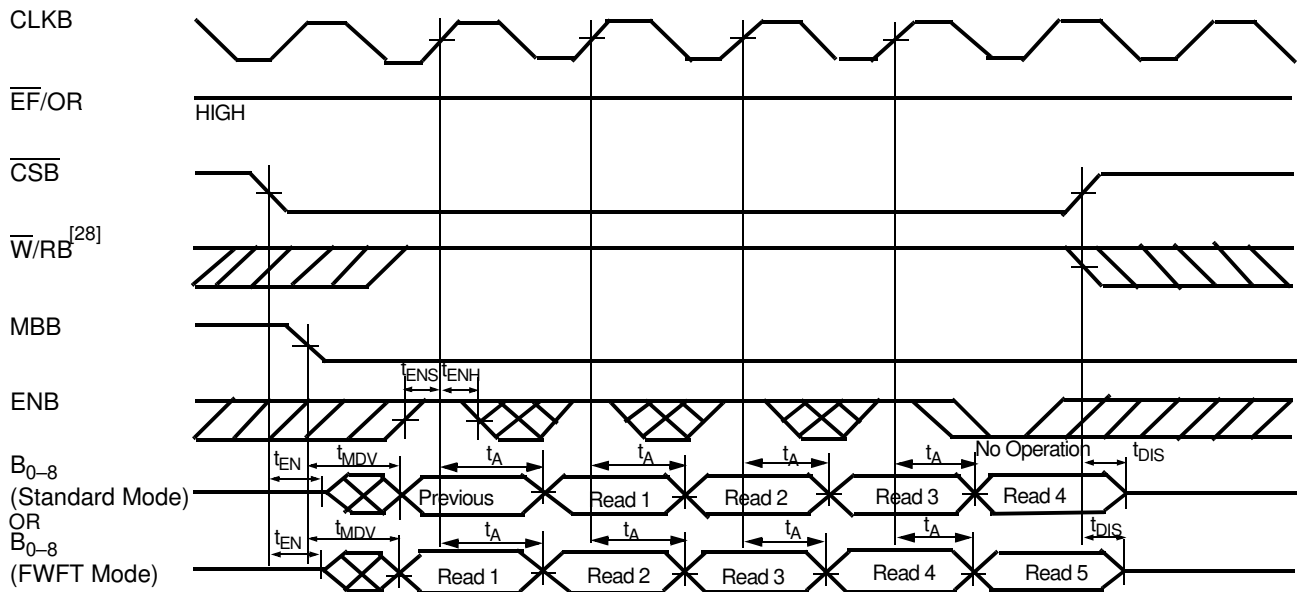 CLKB
EF/OR
HIGH
CSB
W/RB[28]
MBB
tENS tENH
ENB
No Operation
tEN tMDV tA tA tA tA tDIS
B0–8
(Standard Mode) Previous Read 1 Read 2 Read 3 Read 4
OR
tEN tMDV tA tA tA tA tDIS
B0–8
(FWFT Mode) Read 1 Read 2 Read 3 Read 4 Read 5